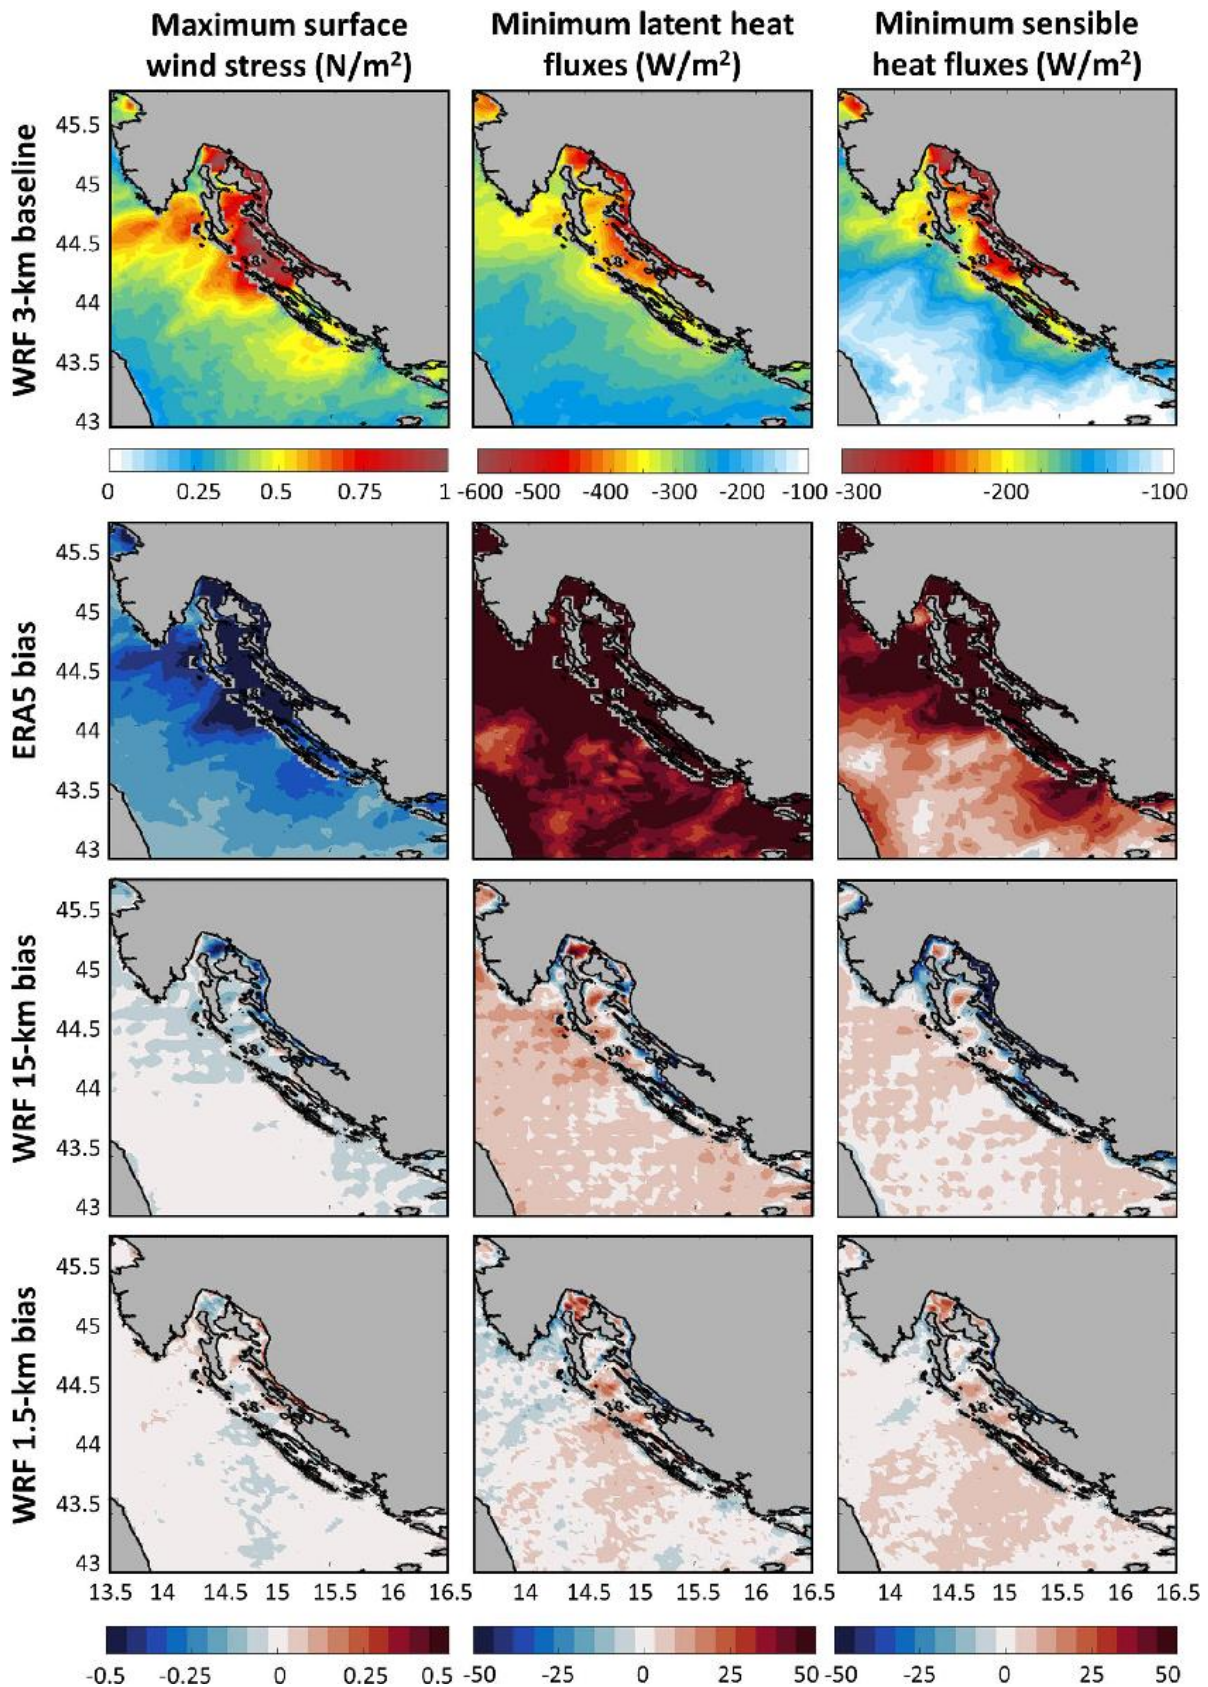 Maximum surface Minimum latent heat Minimum sensible
wind stress (N/m²) fluxes (W/m²) heat fluxes (W/m²)
WRF 3-km baseline
45.5
45
44.5
44
43.5
43
0 0.25 0.5 0.75 1 -600 -500 -400 -300 -200 -100 -300 -200 -100
ERA5 bias
45.5
45
44.5
44
43.5
43
WRF 15-km bias
45.5
45
44.5
44
43.5
43
WRF 1.5-km bias
45.5
45
44.5
44
43.5
43
13.5 14 14.5 15 15.5 16 16.5 14 14.5 15 15.5 16 16.5 14 14.5 15 15.5 16 16.5
-0.5 -0.25 0 0.25 0.5 -50 -25 0 25 50 -50 -25 0 25 50